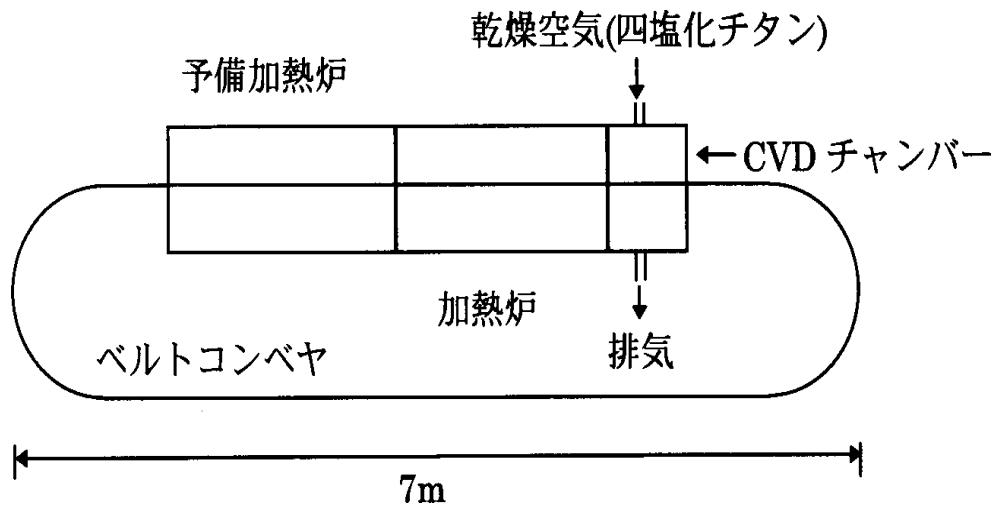 乾燥空気(四塩化チタン)
予備加熱炉
CVD チャンバー
加熱炉
排気
ベルトコンベヤ
7m